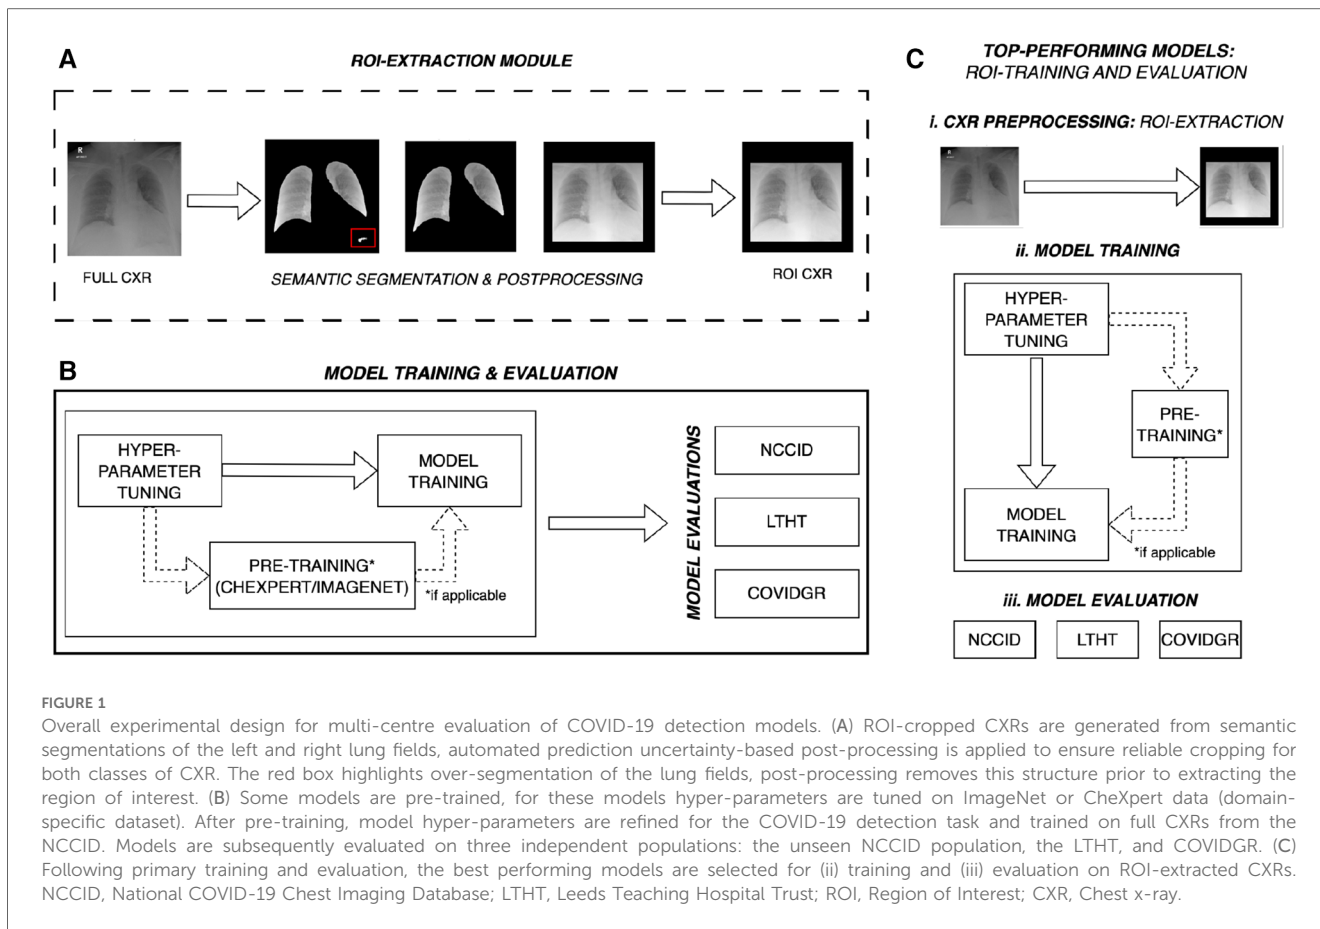 A
ROI-EXTRACTION MODULE
R
FULL CXR
SEMANTIC SEGMENTATION & POSTPROCESSING
ROI CXR
B
MODEL TRAINING & EVALUATION
HYPER-
PARAMETER
TUNING
MODEL
TRAINING
PRE-TRAINING*
(CHEXPERT/IMAGENET)
*if applicable
MODEL EVALUATIONS
NCCID
LTHT
COVIDGR
C
TOP-PERFORMING MODELS:
ROI-TRAINING AND EVALUATION
i. CXR PREPROCESSING: ROI-EXTRACTION
R
ii. MODEL TRAINING
HYPER-
PARAMETER
TUNING
PRE-
TRAINING*
MODEL
TRAINING
*if applicable
iii. MODEL EVALUATION
NCCID
LTHT
COVIDGR
FIGURE 1
Overall experimental design for multi-centre evaluation of COVID-19 detection models. (A) ROI-cropped CXRs are generated from semantic
segmentations of the left and right lung fields, automated prediction uncertainty-based post-processing is applied to ensure reliable cropping for
both classes of CXR. The red box highlights over-segmentation of the lung fields, post-processing removes this structure prior to extracting the
region of interest. (B) Some models are pre-trained, for these models hyper-parameters are tuned on ImageNet or CheXpert data (domain-
specific dataset). After pre-training, model hyper-parameters are refined for the COVID-19 detection task and trained on full CXRs from the
NCCID. Models are subsequently evaluated on three independent populations: the unseen NCCID population, the LTHT, and COVIDGR. (C)
Following primary training and evaluation, the best performing models are selected for (ii) training and (iii) evaluation on ROI-extracted CXRs.
NCCID, National COVID-19 Chest Imaging Database; LTHT, Leeds Teaching Hospital Trust; ROI, Region of Interest; CXR, Chest x-ray.